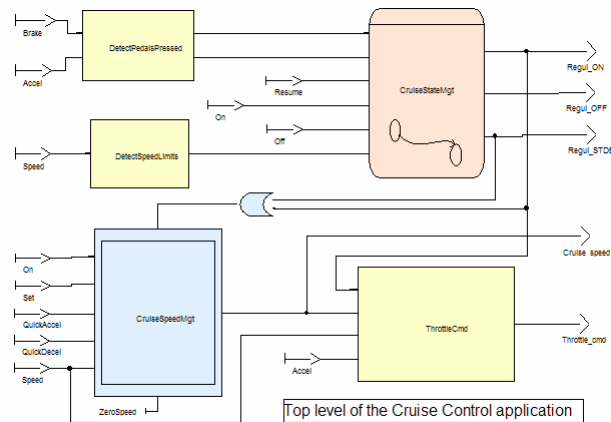 Brake
DetectPedalsPressed
Accel
Resume
CruiseStateMgt
Regul_ON
On
Regul_OFF
Off
Regul_STDB
Speed
DetectSpeedLimits
Cruise_speed
On
Set
QuickAccel
CruiseSpeedMgt
QuickDecel
Speed
ThrottleCmd
Throttle_cmd
Accel
ZeroSpeed
Top level of the Cruise Control application